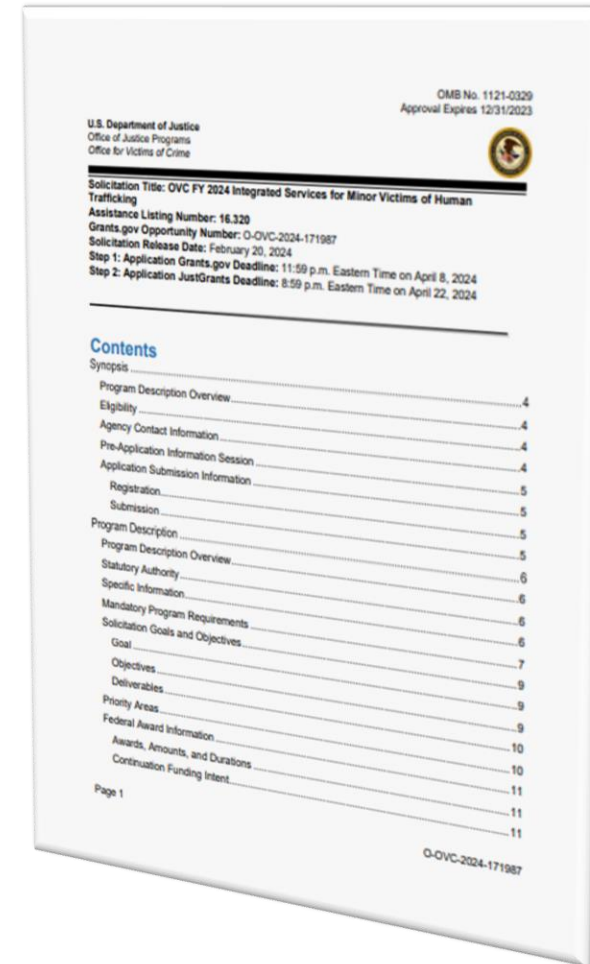 OMB No. 1121-0329
Approval Expires 12/31/2023
U.S. Department of Justice
Office of Justice Programs
Office for Victims of Crime
Solicitation Title: OVC FY 2024 Integrated Services for Minor Victims of Human
Trafficking
Assistance Listing Number: 16.320
Grants.gov Opportunity Number: O-OVC-2024-171987
Solicitation Release Date: February 20, 2024
Step 1: Application Grants.gov Deadline: 11:59 p.m. Eastern Time on April 8, 2024
Step 2: Application JustGrants Deadline: 8:59 p.m. Eastern Time on April 22, 2024
Contents
Synopsis 4
Program Description Overview 4
Eligibility 4
Agency Contact Information 4
Pre-Application Information Session 5
Application Submission Information 5
Registration 5
Submission 5
Program Description 6
Program Description Overview 6
Statutory Authority 6
Specific Information 6
Mandatory Program Requirements 7
Solicitation Goals and Objectives 9
Goal 9
Objectives 9
Deliverables 10
Priority Areas 10
Federal Award Information 11
Awards, Amounts, and Durations 11
Continuation Funding Intent 11
Page 1
O-OVC-2024-171987